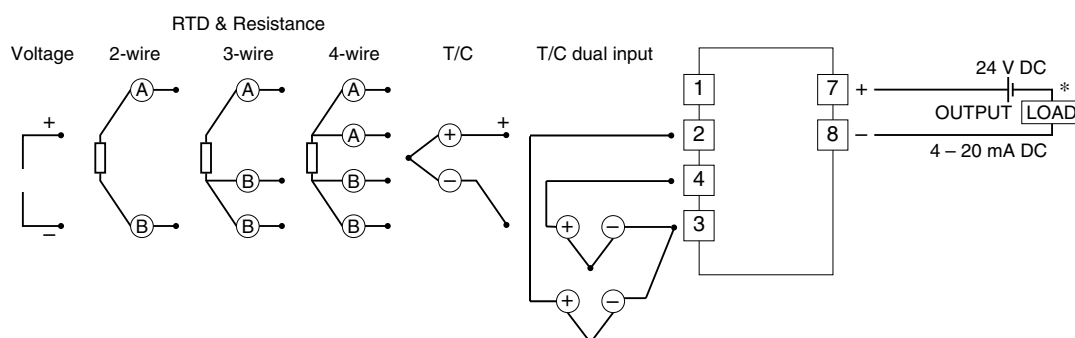 RTD & Resistance
Voltage 2-wire 3-wire 4-wire T/C T/C dual input
24 V DC
A A A 1 7 + *
OUTPUT LOAD
+ A + + 2 8 –
4 – 20 mA DC
B B – 4
– B B B + – 3
+ –